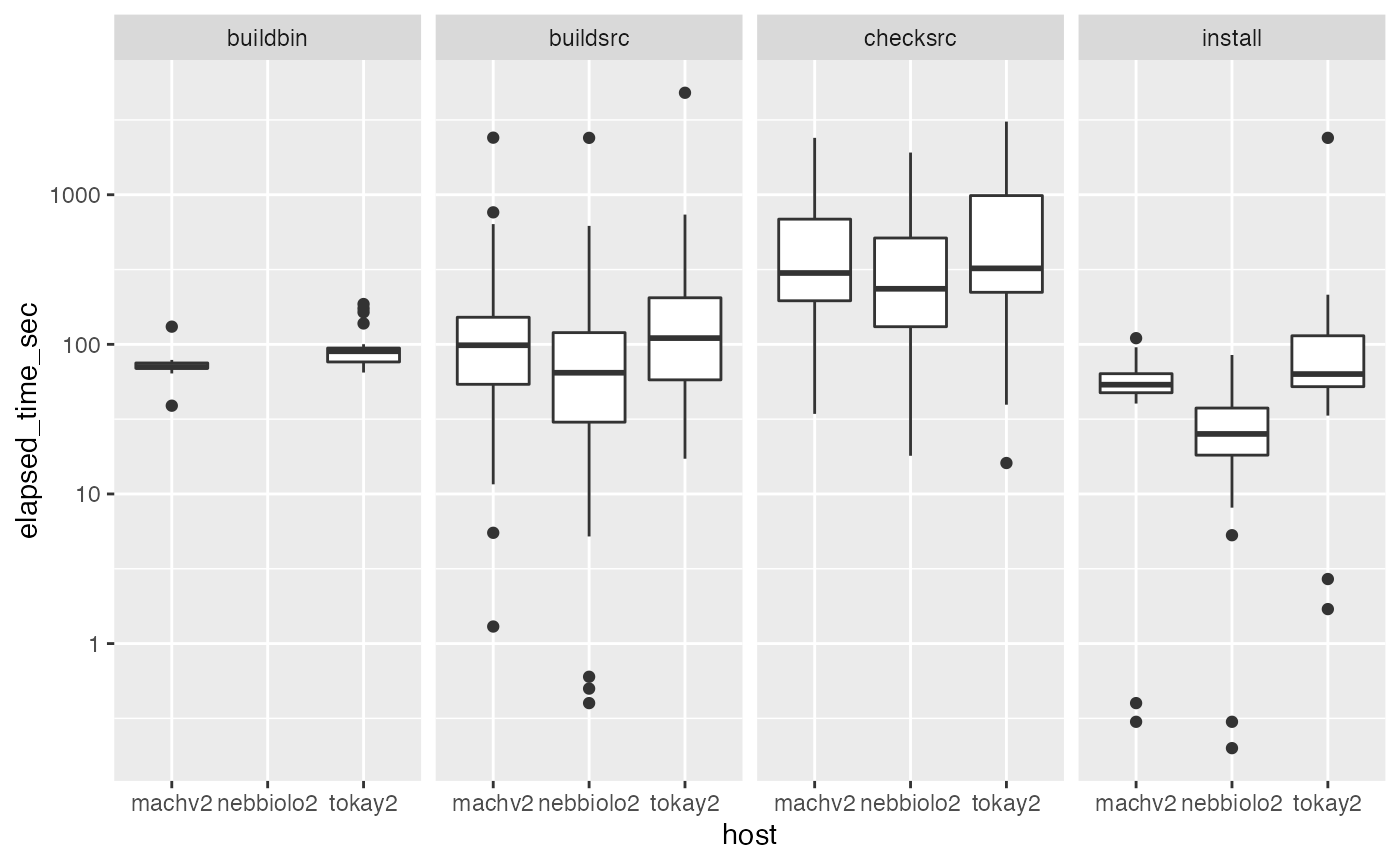 buildbin buildsrc checksrc install
1000
100
10
1
elapsed_time_sec
machv2 nebbiolo2 tokay2 machv2 nebbiolo2 tokay2 machv2 nebbiolo2 tokay2 machv2 nebbiolo2 tokay2
host